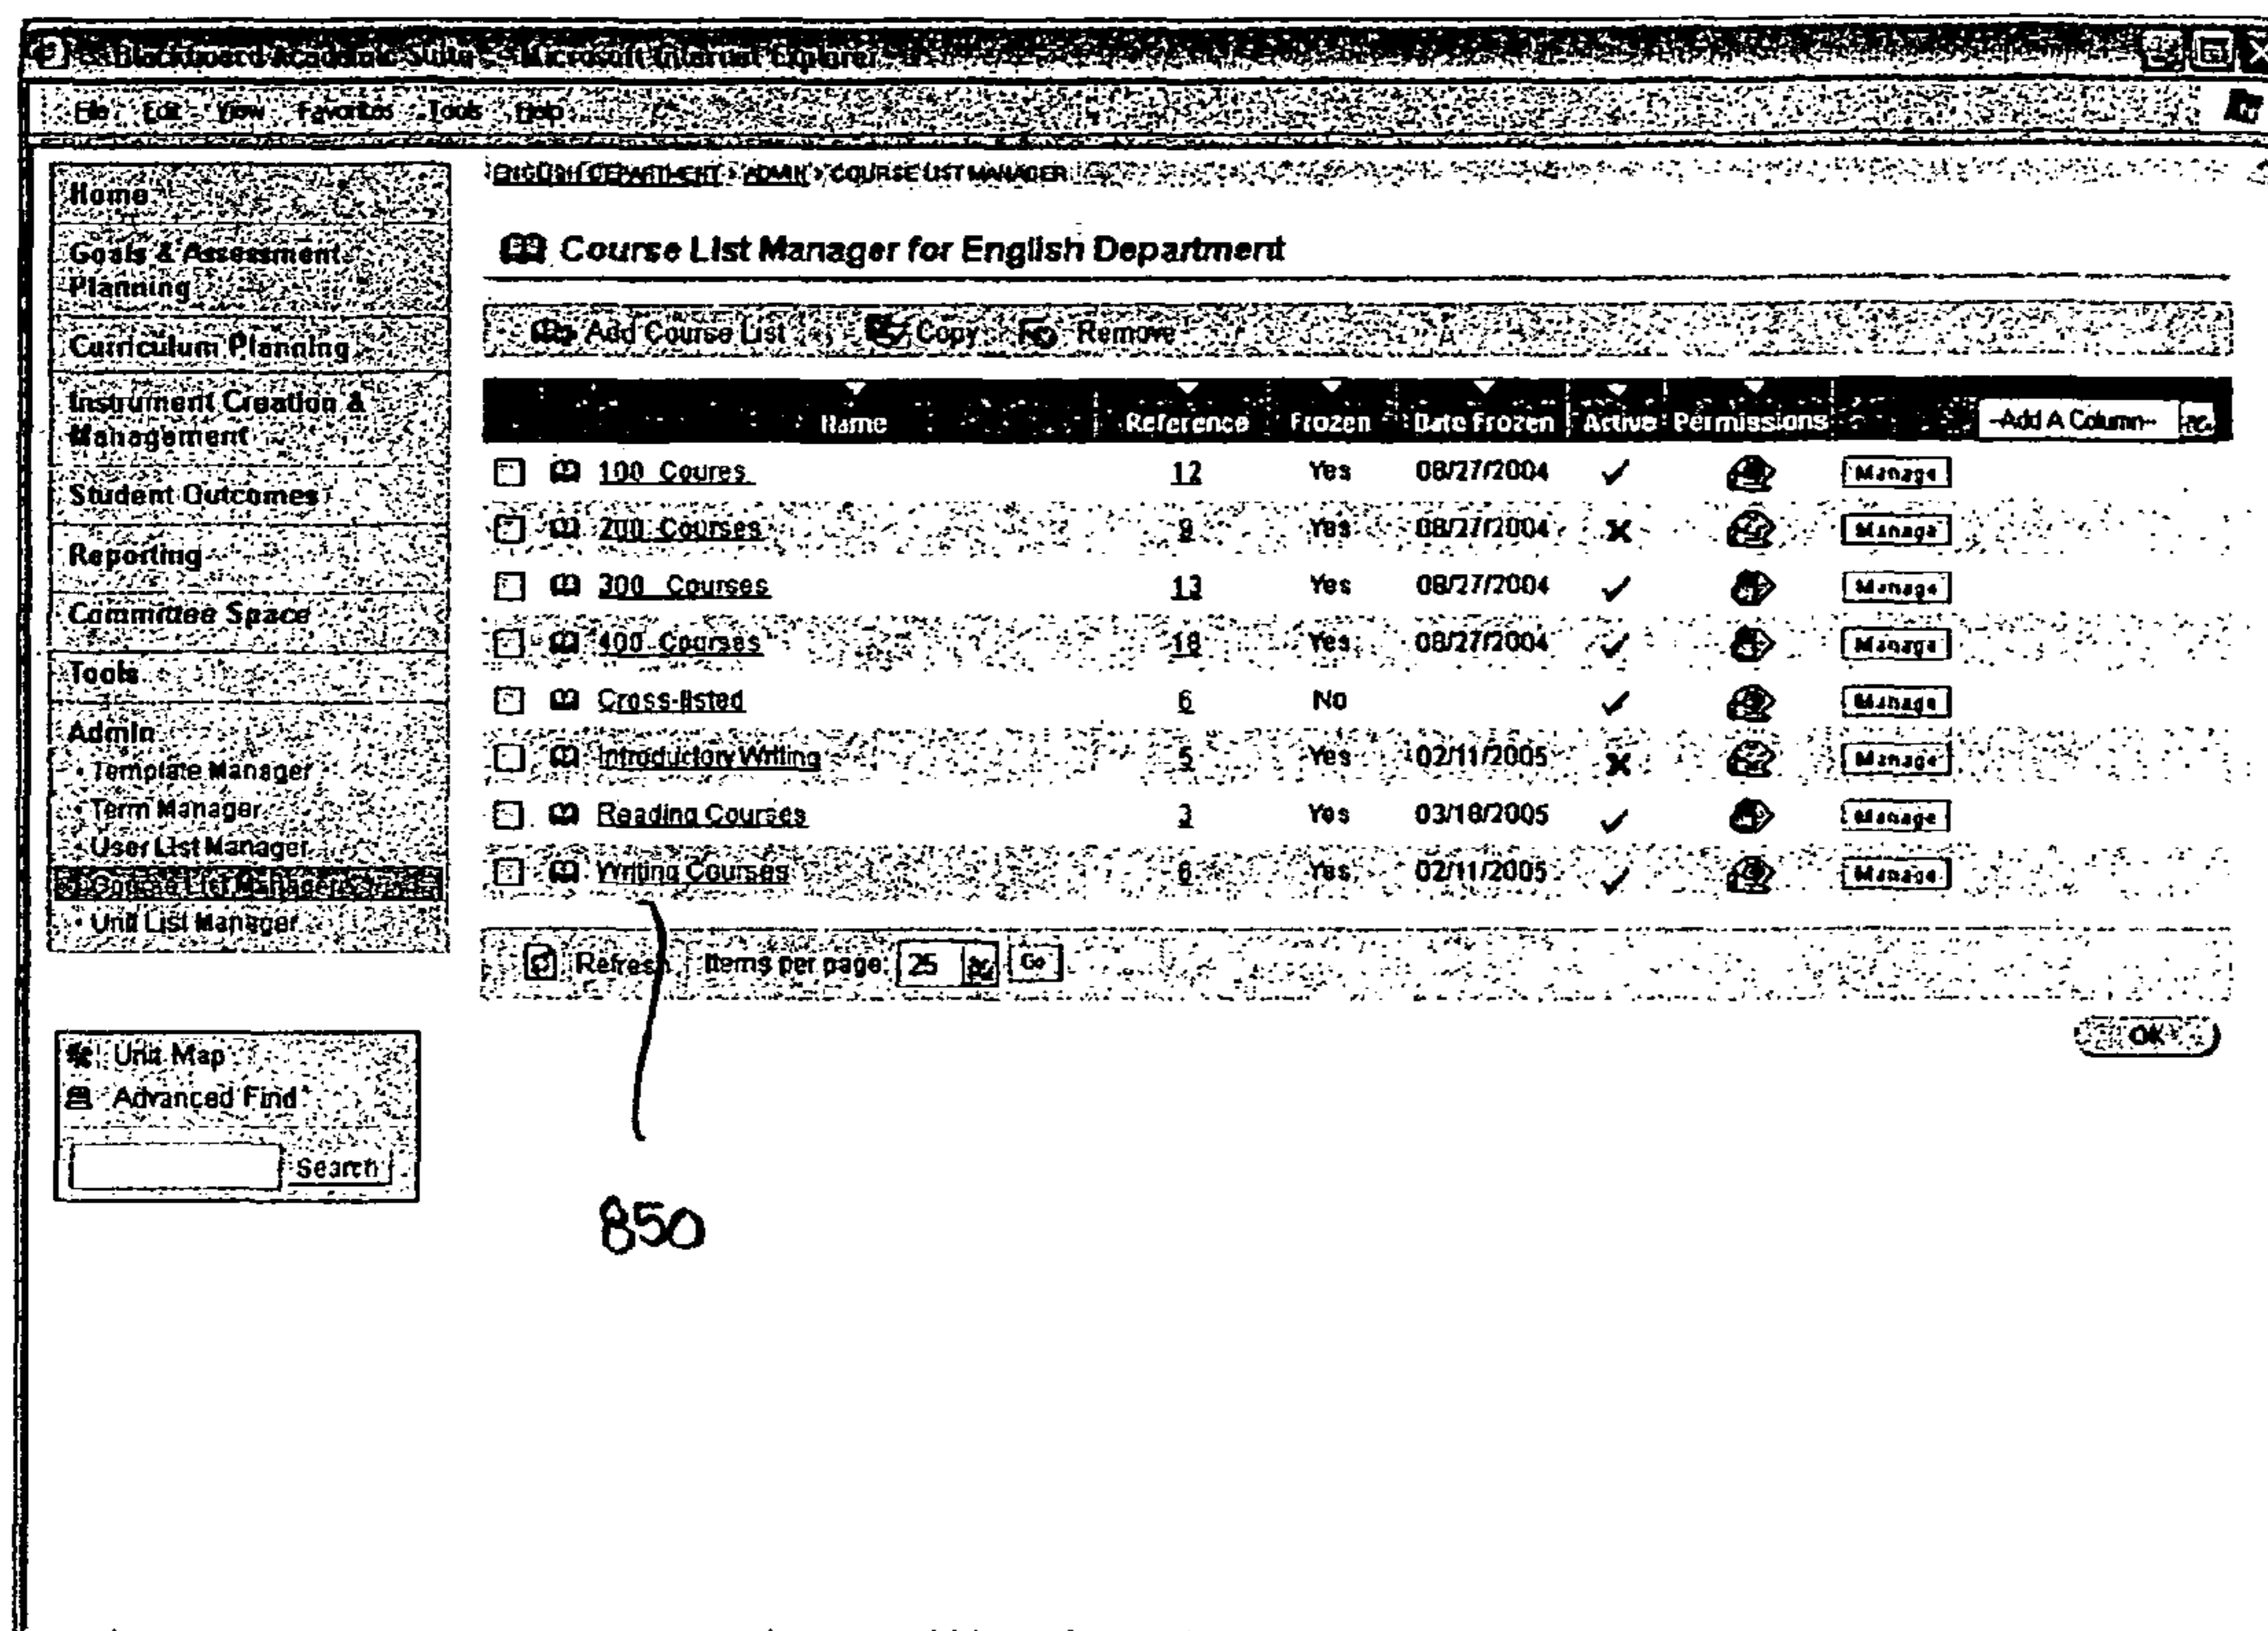 Blackboard Academic Suite - Microsoft Internet Explorer
File Edit View Favorites Tools Help
ENGLISH DEPARTMENT > ADMIN > COURSE LIST MANAGER
Home
Goals & Assessment
Planning
Curriculum Planning
Instrument Creation &
Management
Student Outcomes
Reporting
Committee Space
Tools
Admin
• Template Manager
• Term Manager
• User List Manager
• Course List Manager
• Unit List Manager
Unit Map
Advanced Find
Search
Course List Manager for English Department
Add Course List Copy Remove
Name Reference Frozen Date Frozen Active Permissions -Add A Column-
100 Coures 12 Yes 08/27/2004 Manage
200 Courses 9 Yes 08/27/2004 Manage
300 Courses 13 Yes 08/27/2004 Manage
400 Courses 18 Yes 08/27/2004 Manage
Cross-listed 6 No Manage
Introductory Writing 5 Yes 02/11/2005 Manage
Reading Courses 3 Yes 03/18/2005 Manage
Writing Courses 6 Yes 02/11/2005 Manage
Refresh Items per page: 25 Go
OK
850